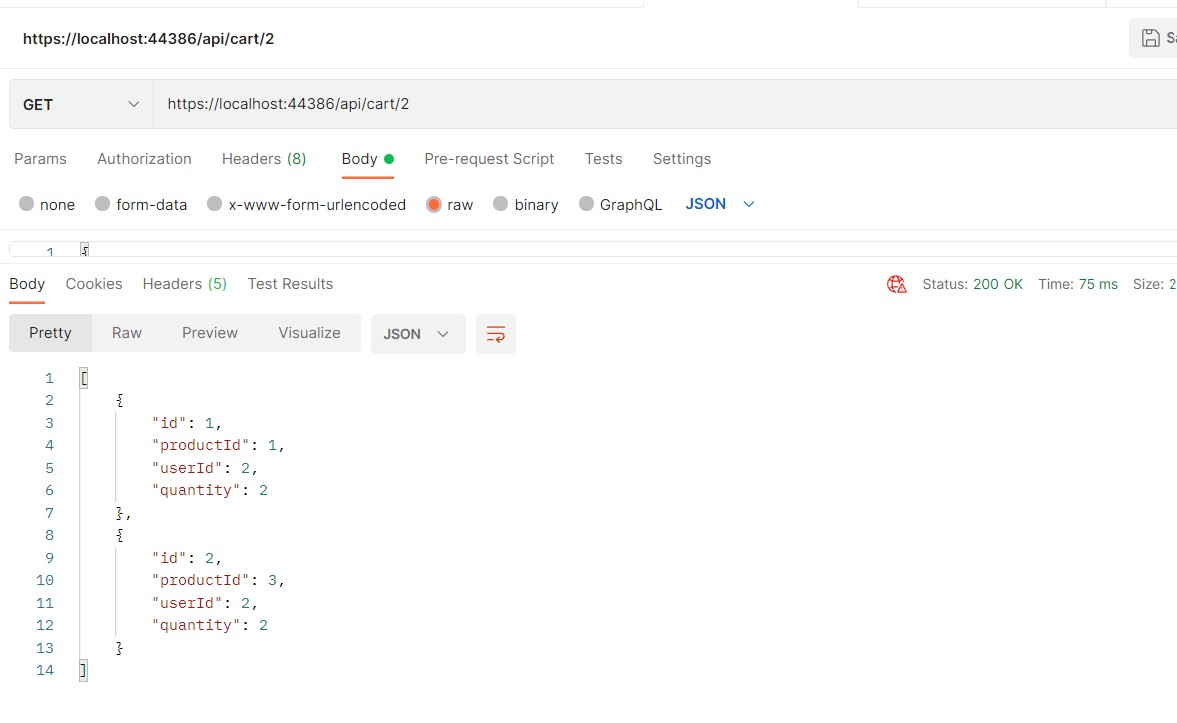 https://localhost:44386/api/cart/2
GET https://localhost:44386/api/cart/2
Params Authorization Headers (8) Body Pre-request Script Tests Settings
none form-data x-www-form-urlencoded raw binary GraphQL JSON
1 {
Body Cookies Headers (5) Test Results Status: 200 OK Time: 75 ms Size: 2
Pretty Raw Preview Visualize JSON
1 [
2 {
3 "id": 1,
4 "productId": 1,
5 "userId": 2,
6 "quantity": 2
7 },
8 {
9 "id": 2,
10 "productId": 3,
11 "userId": 2,
12 "quantity": 2
13 }
14 ]